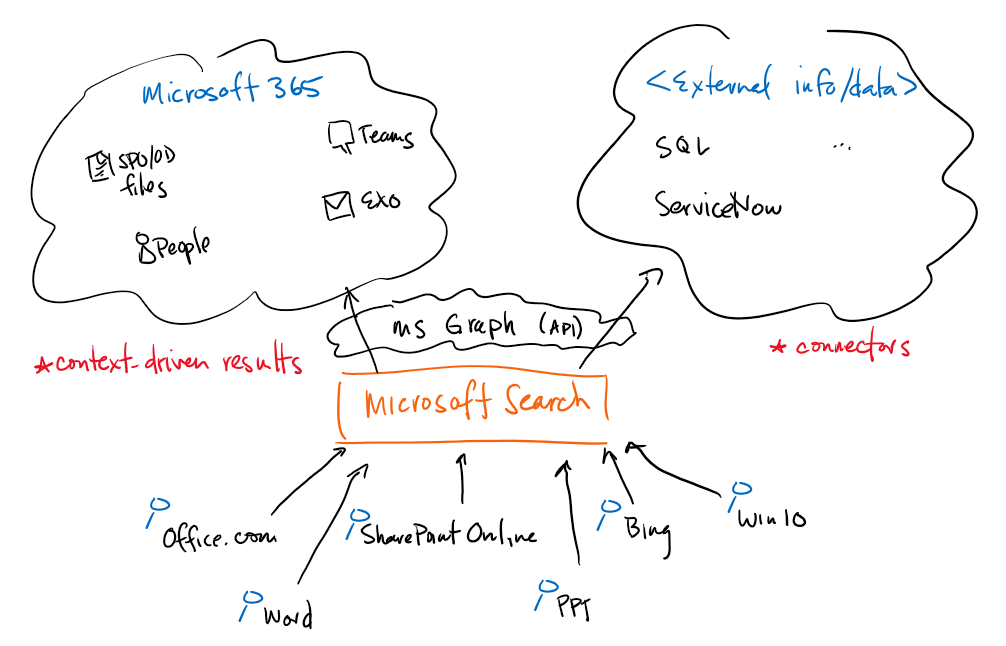 Microsoft 365
Teams
SPO/OD
files
EXO
People
<External info/data>
SQL
...
ServiceNow
MS Graph (API)
*context-driven results
* connectors
Microsoft Search
Office.com
SharePoint Online
Bing
Win10
Word
PPT